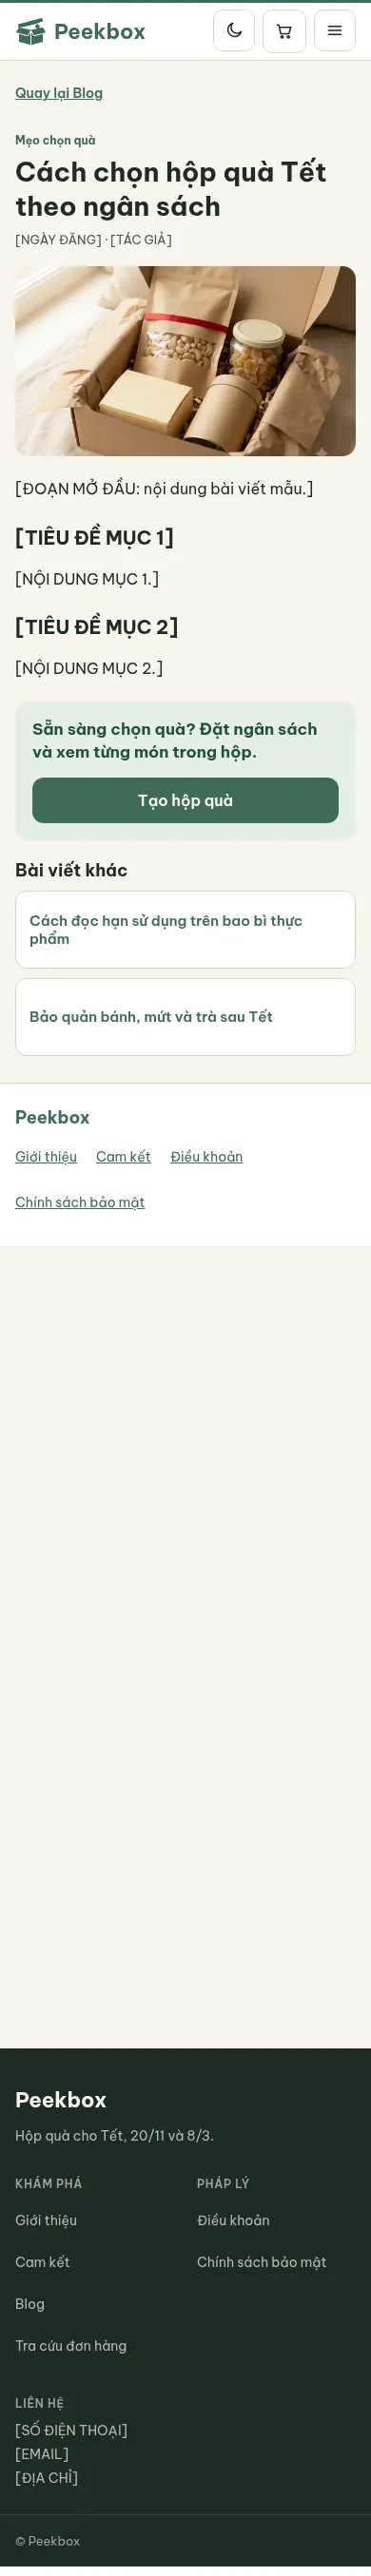 Peekbox
Quay lại Blog
Mẹo chọn quà
Cách chọn hộp quà Tết
theo ngân sách
[NGÀY ĐĂNG] · [TÁC GIẢ]
[ĐOẠN MỞ ĐẦU: nội dung bài viết mẫu.]
[TIÊU ĐỀ MỤC 1]
[NỘI DUNG MỤC 1.]
[TIÊU ĐỀ MỤC 2]
[NỘI DUNG MỤC 2.]
Sẵn sàng chọn quà? Đặt ngân sách
và xem từng món trong hộp.
Tạo hộp quà
Bài viết khác
Cách đọc hạn sử dụng trên bao bì thực
phẩm
Bảo quản bánh, mứt và trà sau Tết
Peekbox
Giới thiệu Cam kết Điều khoản
Chính sách bảo mật
Peekbox
Hộp quà cho Tết, 20/11 và 8/3.
KHÁM PHÁ
Giới thiệu
Cam kết
Blog
Tra cứu đơn hàng
PHÁP LÝ
Điều khoản
Chính sách bảo mật
LIÊN HỆ
[SỐ ĐIỆN THOẠI]
[EMAIL]
[ĐỊA CHỈ]
© Peekbox